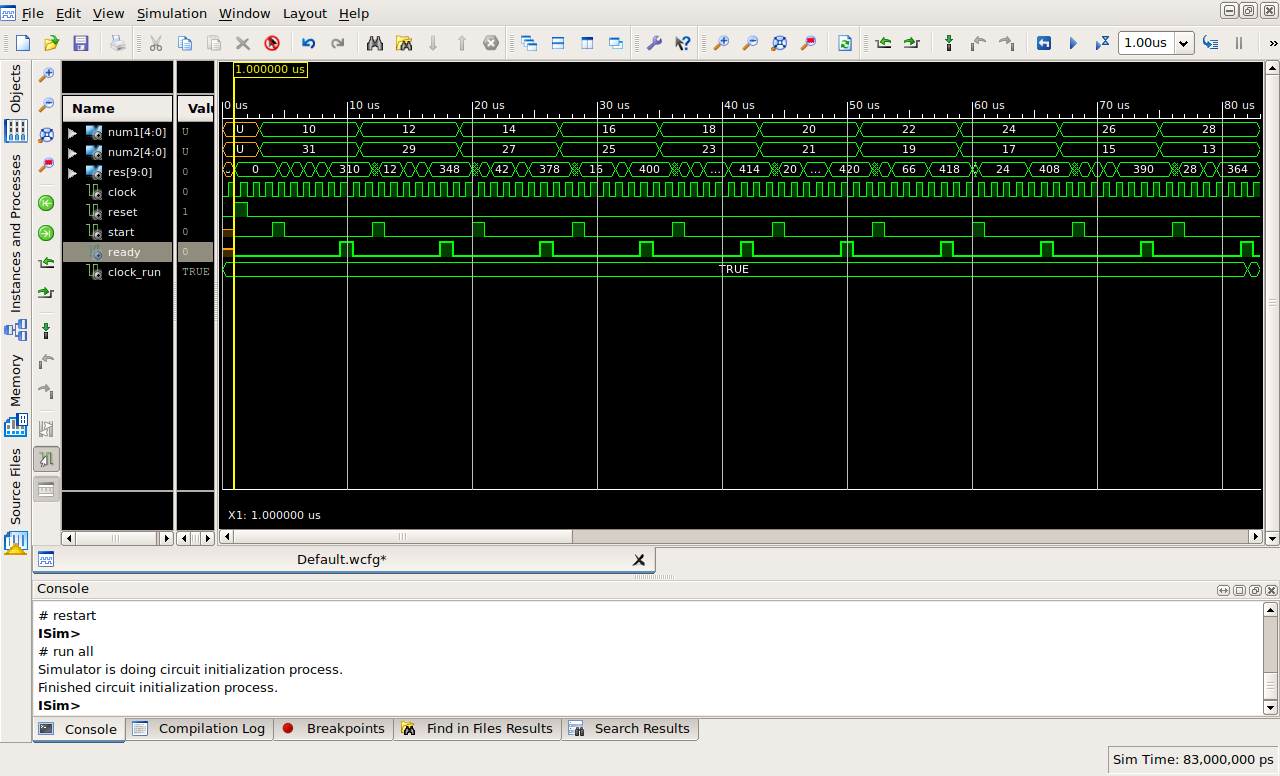 File Edit View Simulation Window Layout Help
1.00us
»
Objects
Instances and Processes
Memory
Source Files
Name
Valu
num1[4:0] U
num2[4:0] U
res[9:0] 0
clock 0
reset 1
start 0
ready 0
clock_run TRUE
1.000000 us
0 us 10 us 20 us 30 us 40 us 50 us 60 us 70 us 80 us
U 10 12 14 16 18 20 22 24 26 28
U 31 29 27 25 23 21 19 17 15 13
... 0 310 12 348 42 378 16 400 ... 414 20 ... 420 66 418 24 408 390 28 364
TRUE
X1: 1.000000 us
Default.wcfg*
Console
# restart
ISim>
# run all
Simulator is doing circuit initialization process.
Finished circuit initialization process.
ISim>
Console Compilation Log Breakpoints Find in Files Results Search Results
Sim Time: 83,000,000 ps